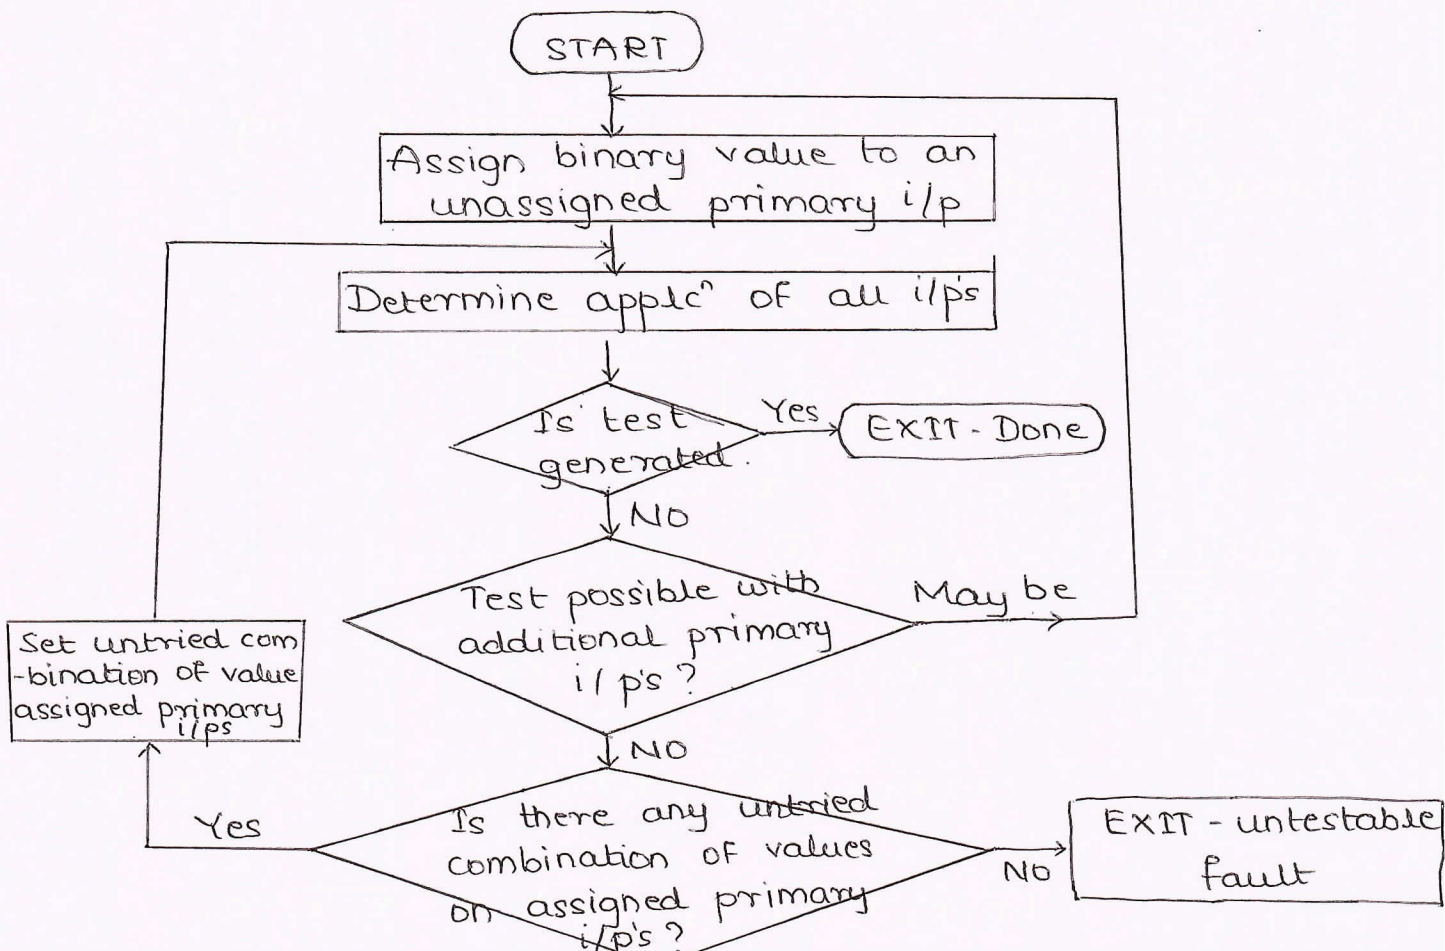 START
Assign binary value to an
unassigned primary i/p
Determine applcⁿ of all i/p's
Is test
generated.
Yes
EXIT - Done
NO
Test possible with
additional primary
i/p's ?
May be
Set untried com
-bination of value
assigned primary
i/ps
NO
Is there any untried
combination of values
on assigned primary
i/p's ?
Yes
NO
EXIT - untestable
fault